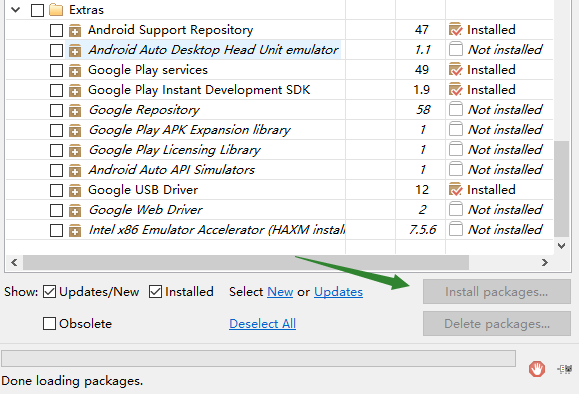 Extras
Android Support Repository 47 Installed
Android Auto Desktop Head Unit emulator 1.1 Not installed
Google Play services 49 Installed
Google Play Instant Development SDK 1.9 Installed
Google Repository 58 Not installed
Google Play APK Expansion library 1 Not installed
Google Play Licensing Library 1 Not installed
Android Auto API Simulators 1 Not installed
Google USB Driver 12 Installed
Google Web Driver 2 Not installed
Intel x86 Emulator Accelerator (HAXM install 7.5.6 Not installed
Show: Updates/New Installed Select New or Updates Install packages...
Obsolete Deselect All Delete packages...
Done loading packages.